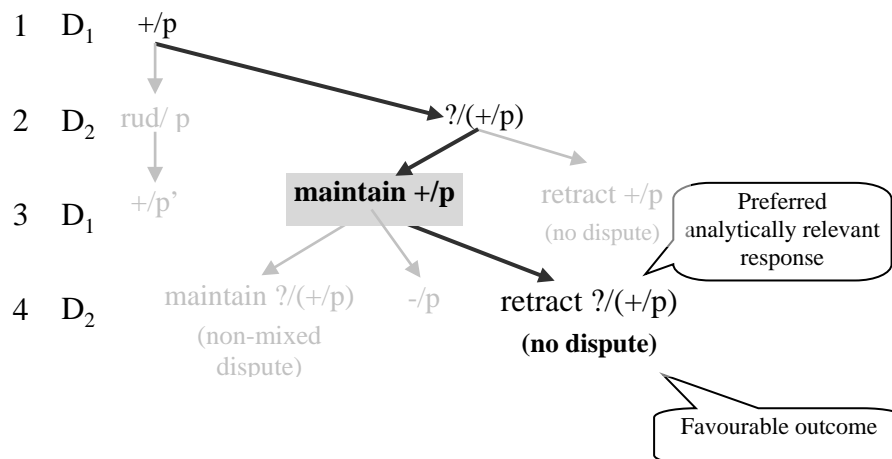 1 D₁ +/p
2 D₂ rud/ p ?/(+/p)
3 D₁ +/p’ maintain +/p retract +/p
(no dispute)
Preferred
analytically relevant
response
4 D₂ maintain ?/(+/p) -/p retract ?/(+/p)
(non-mixed
dispute)
(no dispute)
Favourable outcome